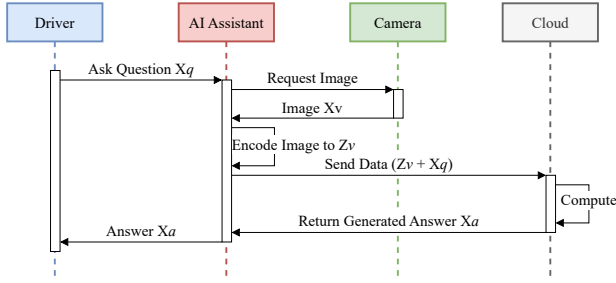 Driver
AI Assistant
Camera
Cloud
Ask Question Xq
Request Image
Image Xv
Encode Image to Zv
Send Data (Zv + Xq)
Compute
Return Generated Answer Xa
Answer Xa